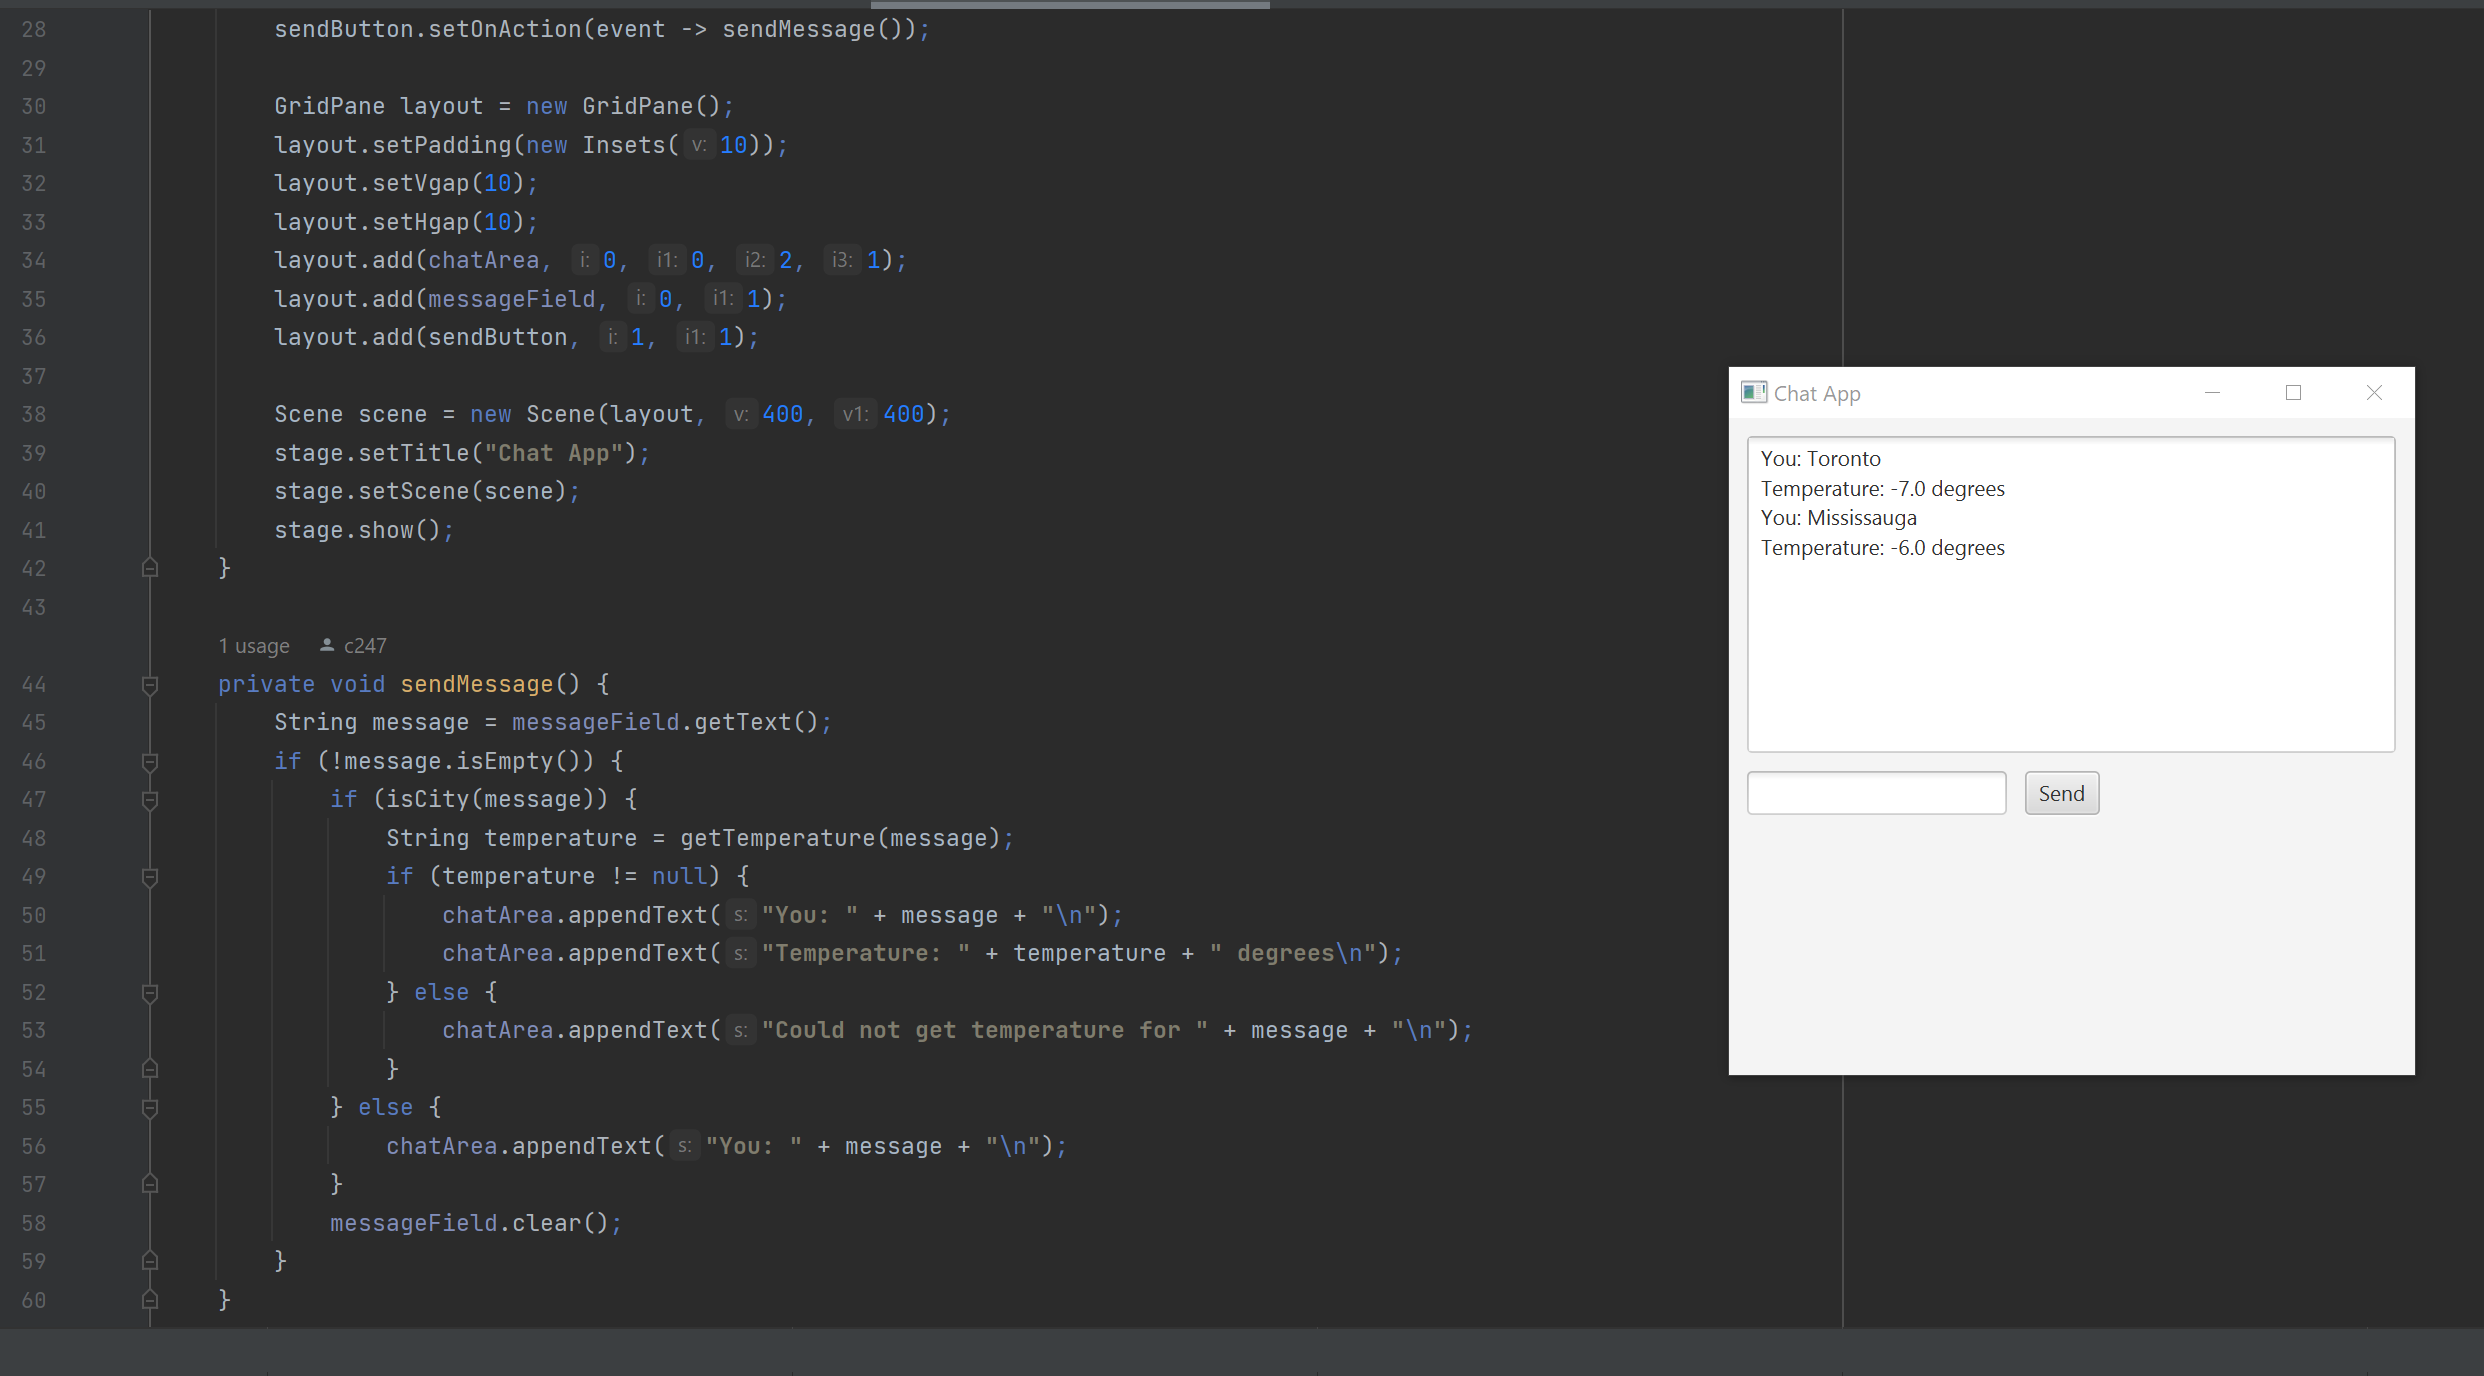 28 sendButton.setOnAction(event -> sendMessage());
29
30 GridPane layout = new GridPane();
31 layout.setPadding(new Insets( v: 10));
32 layout.setVgap(10);
33 layout.setHgap(10);
34 layout.add(chatArea, i: 0, i1: 0, i2: 2, i3: 1);
35 layout.add(messageField, i: 0, i1: 1);
36 layout.add(sendButton, i: 1, i1: 1);
37
38 Scene scene = new Scene(layout, v: 400, v1: 400);
39 stage.setTitle("Chat App");
40 stage.setScene(scene);
41 stage.show();
42 }
43
1 usage c247
44 private void sendMessage() {
45 String message = messageField.getText();
46 if (!message.isEmpty()) {
47 if (isCity(message)) {
48 String temperature = getTemperature(message);
49 if (temperature != null) {
50 chatArea.appendText( s: "You: " + message + "\n");
51 chatArea.appendText( s: "Temperature: " + temperature + " degrees\n");
52 } else {
53 chatArea.appendText( s: "Could not get temperature for " + message + "\n");
54 }
55 } else {
56 chatArea.appendText( s: "You: " + message + "\n");
57 }
58 messageField.clear();
59 }
60 }
Chat App
You: Toronto
Temperature: -7.0 degrees
You: Mississauga
Temperature: -6.0 degrees
Send